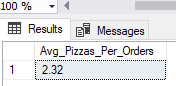 100 %
Results Messages
Avg_Pizzas_Per_Orders
1 2.32